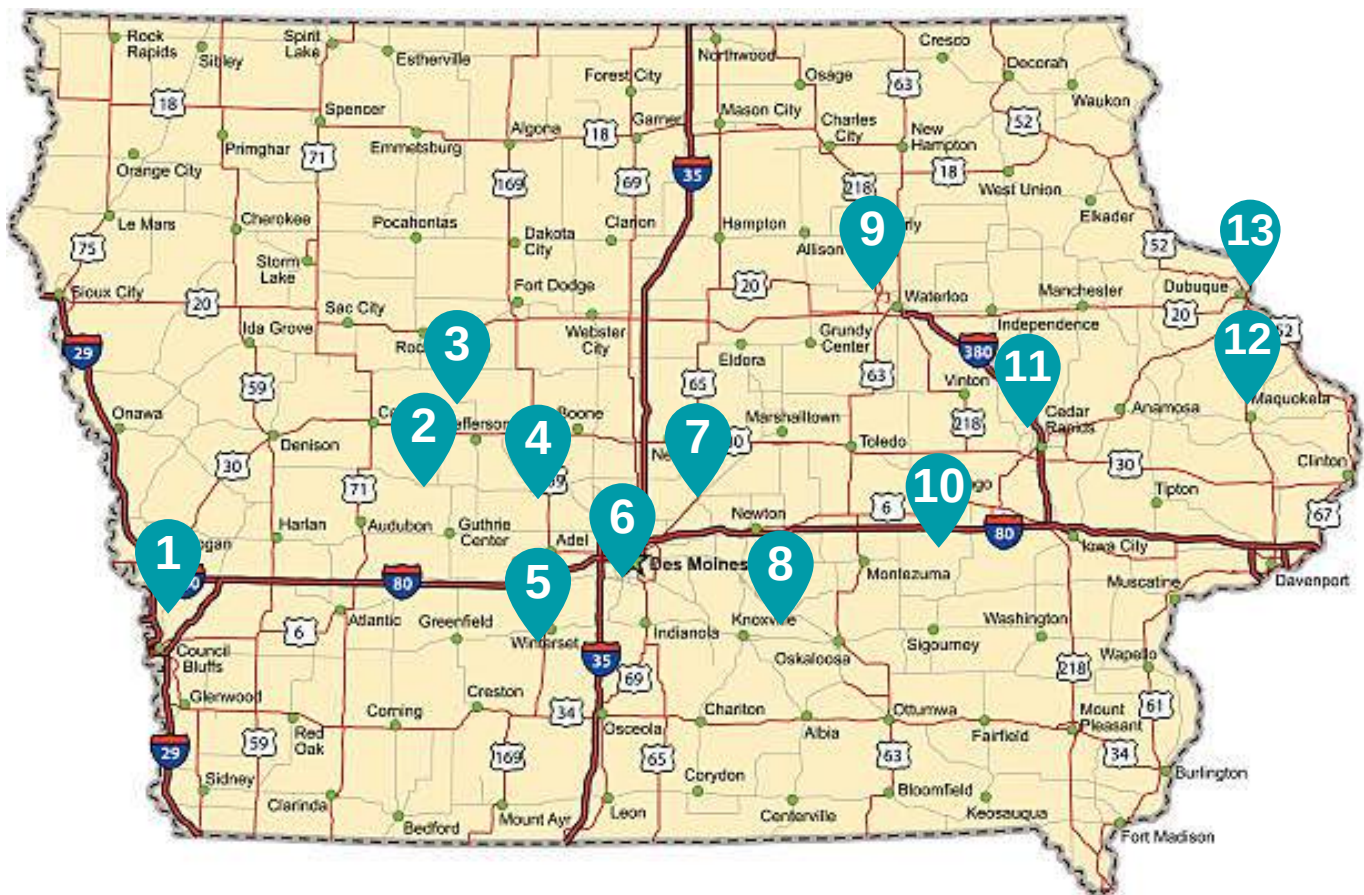 Rock
Rapids
Sibley
Spirit
Lake
Estherville
Northwood
Cresco
Decorah
Forest City
Osage
63
Waukon
18
Spencer
Mason City
52
Algona
18
Garner
Charles
City
New
Hampton
Primghar
71
Emmetsburg
35
Orange City
169
69
218
18
West Union
Le Mars
Cherokee
Pocahontas
Dakota
City
Clarion
Hampton
Allison
9
rly
Elkader
13
75
Storm
Lake
52
Sioux City
20
Fort Dodge
20
Waterloo
Manchester
Dubuque
20
Sac City
Ida Grove
Webster
City
Grundy
Center
Independence
52
12
29
3
Roc
Eldora
380
11
59
65
63
Vinton
Onawa
2
efferson
4
Boone
7
Marshalltown
218
Cedar
Rapids
Anamosa
Maquoketa
Denison
30
Ne
Toledo
30
Clinton
71
10
go
Tipton
67
Harlan
Audubon
Guthrie
Center
6
Newton
6
1
gan
Adel
80
Iowa City
80
5
Des Moines
8
Montezuma
Muscatine
Davenport
6
Atlantic
Greenfield
Winterset
Indianola
Knoxville
Washington
Council
Bluffs
35
Oskaloosa
Sigourney
218
Wapello
Glenwood
Creston
69
61
Red
Oak
Corning
34
Osceola
Chariton
Albia
Ottumwa
Fairfield
Mount
Pleasant
29
59
169
65
63
34
Burlington
Sidney
Clarinda
Bedford
Mount Ayr
Leon
Corydon
Centerville
Bloomfield
Keosauqua
Fort Madison